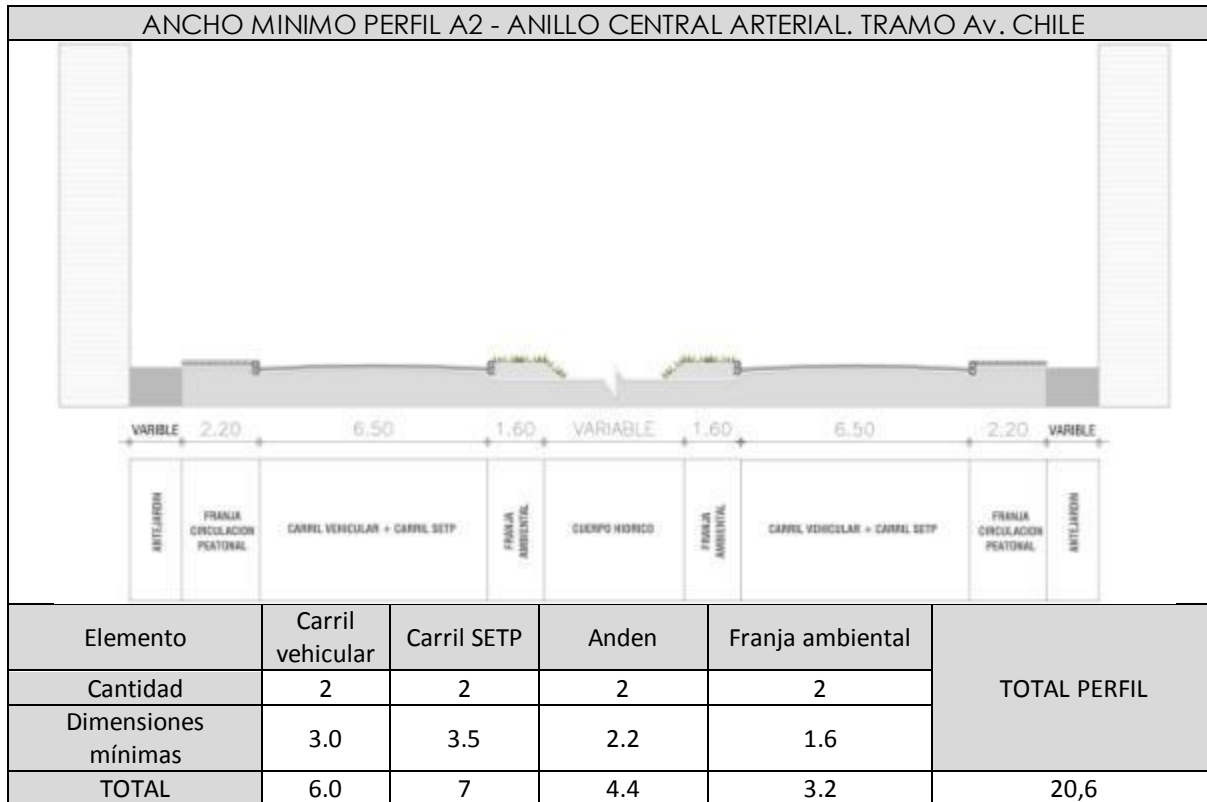 ANCHO MINIMO PERFIL A2 - ANILLO CENTRAL ARTERIAL. TRAMO Av. CHILE
VARIBLE 2.20 6.50 1.60 VARIABLE 1.60 6.50 2.20 VARIBLE
ANTEJARDIN
FRANJA
CIRCULACION
PEATONAL
CARRIL VEHICULAR + CARRIL SETP
FRANJA
AMBIENTAL
CUERPO HIDRICO
FRANJA
AMBIENTAL
CARRIL VEHICULAR + CARRIL SETP
FRANJA
CIRCULACION
PEATONAL
ANTEJARDIN
Elemento
Carril
vehicular
Carril SETP
Anden
Franja ambiental
TOTAL PERFIL
Cantidad 2 2 2 2
Dimensiones
mínimas
3.0 3.5 2.2 1.6
TOTAL 6.0 7 4.4 3.2 20,6